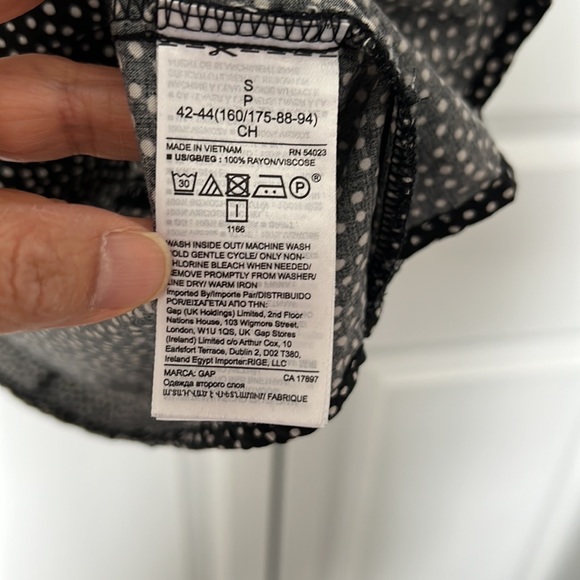 S
P
42-44(160/175-88-94)
CH
MADE IN VIETNAM RN 54023
■ US/GB/EG : 100% RAYON/VISCOSE
30 P ®
1166
WASH INSIDE OUT/ MACHINE WASH
OLD GENTLE CYCLE/ ONLY NON-
CHLORINE BLEACH WHEN NEEDED/
REMOVE PROMPTLY FROM WASHER/
LINE DRY/ WARM IRON
Imported by/Importe Par/DISTRIBUIDO
POR/ΕΙΣΑΓΕΤΑΙ ΑΠΟ ΤΗΝ:
Gap (UK Holdings) Limited, 2nd Floor
Nations House, 103 Wigmore Street,
London, W1U 1QS, UK Gap Stores
(Ireland) Limited c/o Arthur Cox, 10
Earlsfort Terrace, Dublin 2, D02 T380,
Ireland Egypt Importer:RIGE, LLC
MARCA: GAP CA 17897
Одежда второго слоя
FABRIQUE